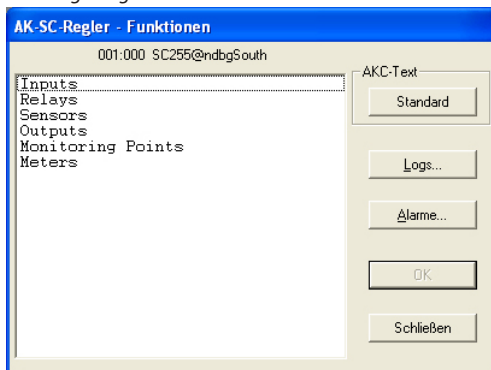 AK-SC-Regler - Funktionen
001:000 SC255@ndbgSouth
Inputs
Relays
Sensors
Outputs
Monitoring Points
Meters
AKC-Text
Standard
Logs...
Alarme...
OK
Schließen